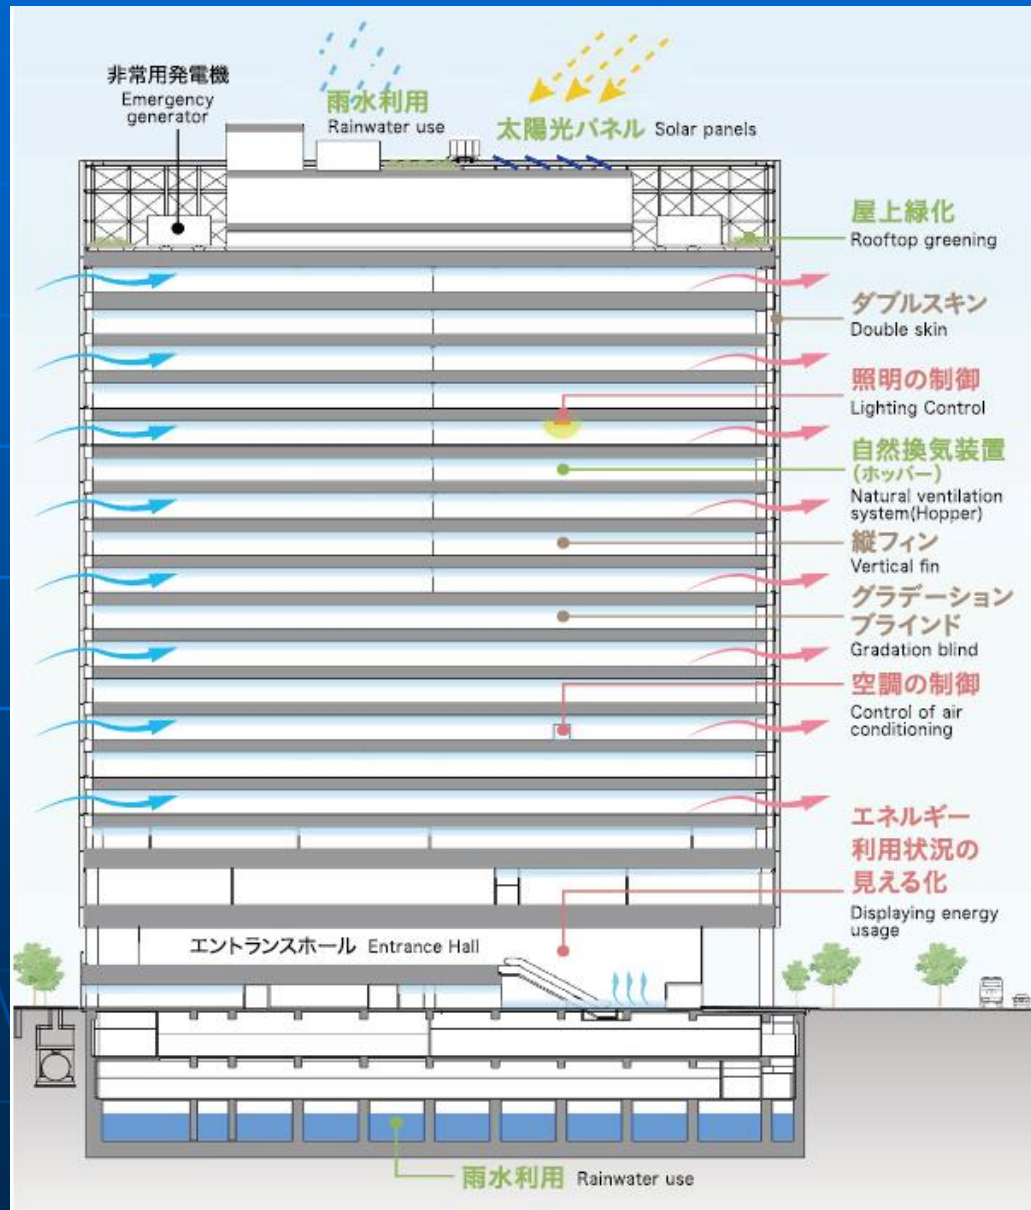 非常用発電機
Emergency
generator
雨水利用
Rainwater use
太陽光パネル Solar panels
屋上緑化
Rooftop greening
ダブルスキン
Double skin
照明の制御
Lighting Control
自然換気装置
(ホッパー)
Natural ventilation
system(Hopper)
縦フィン
Vertical fin
グラデーション
ブラインド
Gradation blind
空調の制御
Control of air
conditioning
エネルギー
利用状況の
見える化
Displaying energy
usage
エントランスホール Entrance Hall
雨水利用 Rainwater use